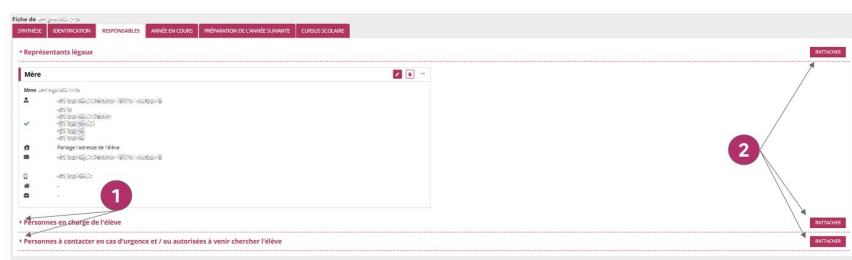 Fiche de
SYNTHÈSE IDENTIFICATION RESPONSABLES ANNÉE EN COURS PRÉPARATION DE L'ANNÉE SUIVANTE CURSUS SCOLAIRE
Représentants légaux RATTACHER
Mère
Mme
Partage l'adresse de l'élève
-
-
1
2
Personnes en charge de l'élève RATTACHER
Personnes à contacter en cas d'urgence et / ou autorisées à venir chercher l'élève RATTACHER